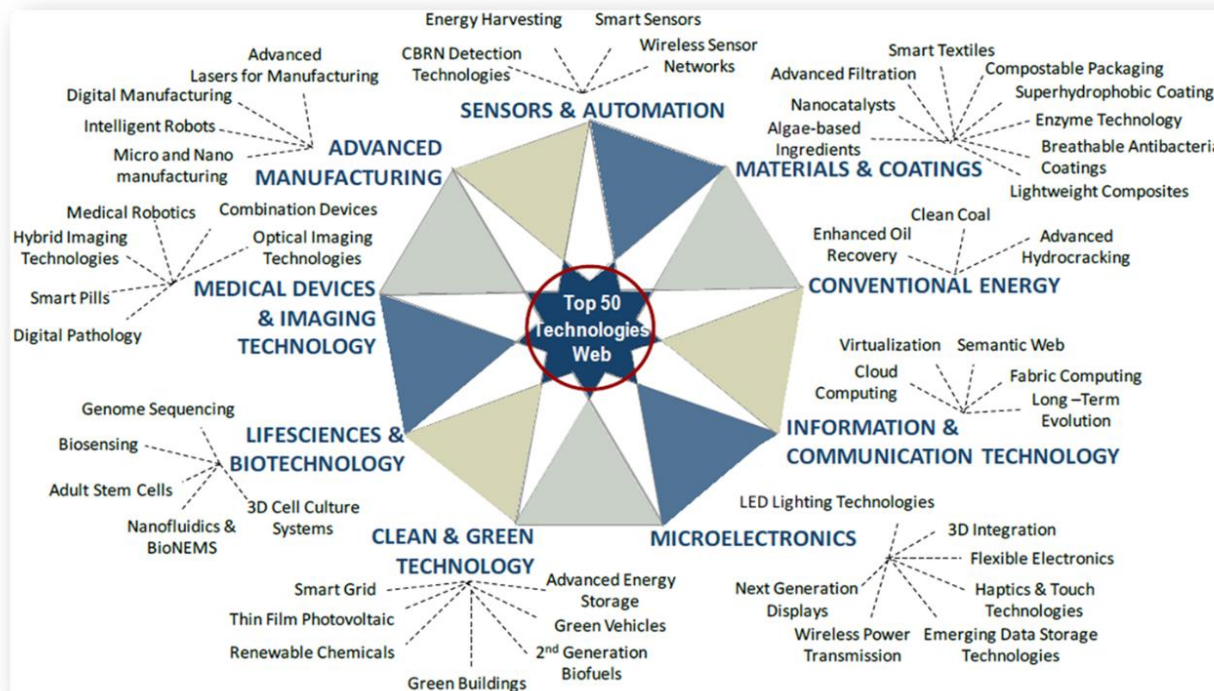 Energy Harvesting
Smart Sensors
CBRN Detection
Technologies
Wireless Sensor
Networks
SENSORS & AUTOMATION
Advanced
Lasers for Manufacturing
Digital Manufacturing
Intelligent Robots
Micro and Nano
manufacturing
ADVANCED
MANUFACTURING
Smart Textiles
Advanced Filtration
Compostable Packaging
Superhydrophobic Coating
Nanocatalysts
Enzyme Technology
Algae-based
Ingredients
Breathable Antibacteria
Coatings
Lightweight Composites
MATERIALS & COATINGS
Medical Robotics
Combination Devices
Hybrid Imaging
Technologies
Optical Imaging
Technologies
Smart Pills
Digital Pathology
MEDICAL DEVICES
& IMAGING
TECHNOLOGY
Clean Coal
Enhanced Oil
Recovery
Advanced
Hydrocracking
CONVENTIONAL ENERGY
Top 50
Technologies
Web
Virtualization
Semantic Web
Cloud
Computing
Fabric Computing
Long –Term
Evolution
INFORMATION &
COMMUNICATION TECHNOLOGY
Genome Sequencing
Biosensing
Adult Stem Cells
Nanofluidics &
BioNEMS
3D Cell Culture
Systems
LIFESCIENCES &
BIOTECHNOLOGY
CLEAN & GREEN
TECHNOLOGY
Smart Grid
Thin Film Photovoltaic
Renewable Chemicals
Green Buildings
Advanced Energy
Storage
Green Vehicles
2nd Generation
Biofuels
MICROELECTRONICS
LED Lighting Technologies
3D Integration
Flexible Electronics
Next Generation
Displays
Haptics & Touch
Technologies
Wireless Power
Transmission
Emerging Data Storage
Technologies